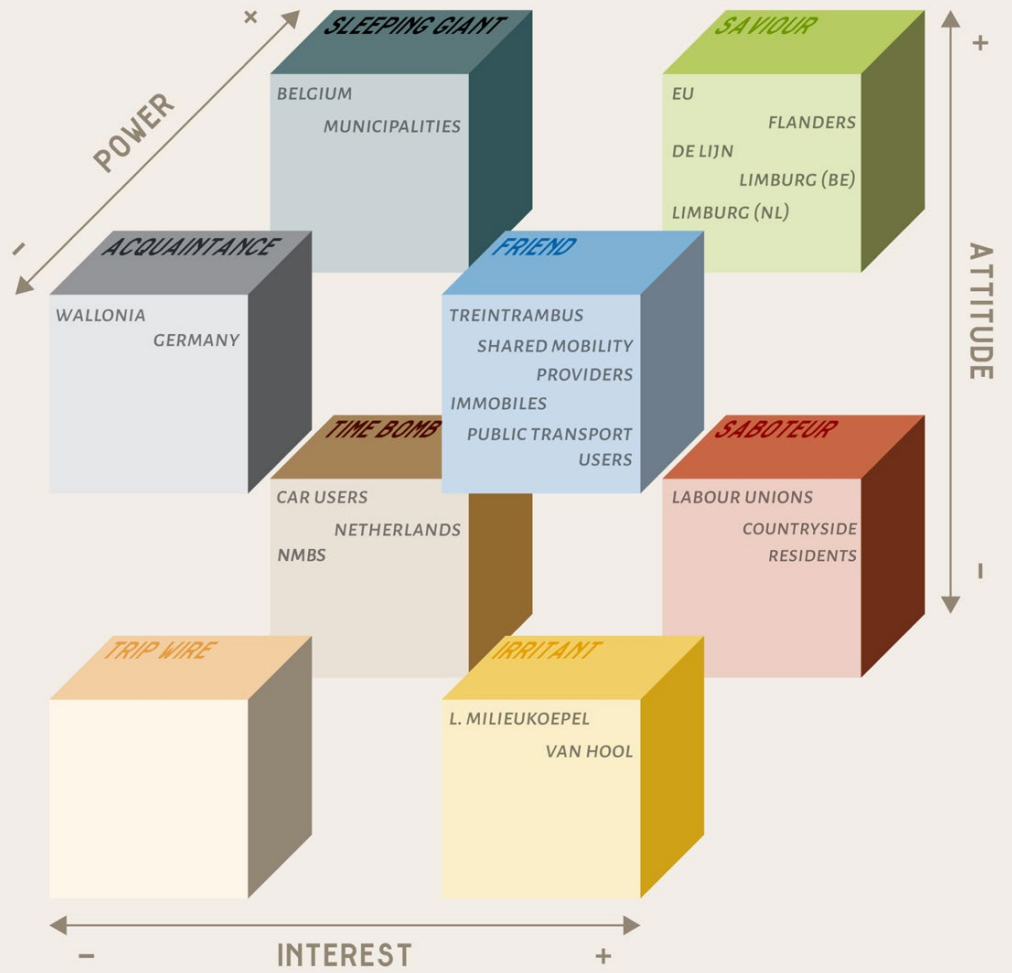 +
POWER
-
SLEEPING GIANT
BELGIUM
MUNICIPALITIES
SAVIOUR
EU
FLANDERS
DE LIJN
LIMBURG (BE)
LIMBURG (NL)
+
ATTITUDE
-
ACQUAINTANCE
WALLONIA
GERMANY
FRIEND
TREINTRAMBUS
SHARED MOBILITY
PROVIDERS
IMMOBILES
PUBLIC TRANSPORT
USERS
TIME BOMB
CAR USERS
NETHERLANDS
NMBS
SABOTEUR
LABOUR UNIONS
COUNTRYSIDE
RESIDENTS
TRIP WIRE
IRRITANT
L. MILIEUKOEPEL
VAN HOOL
- INTEREST +